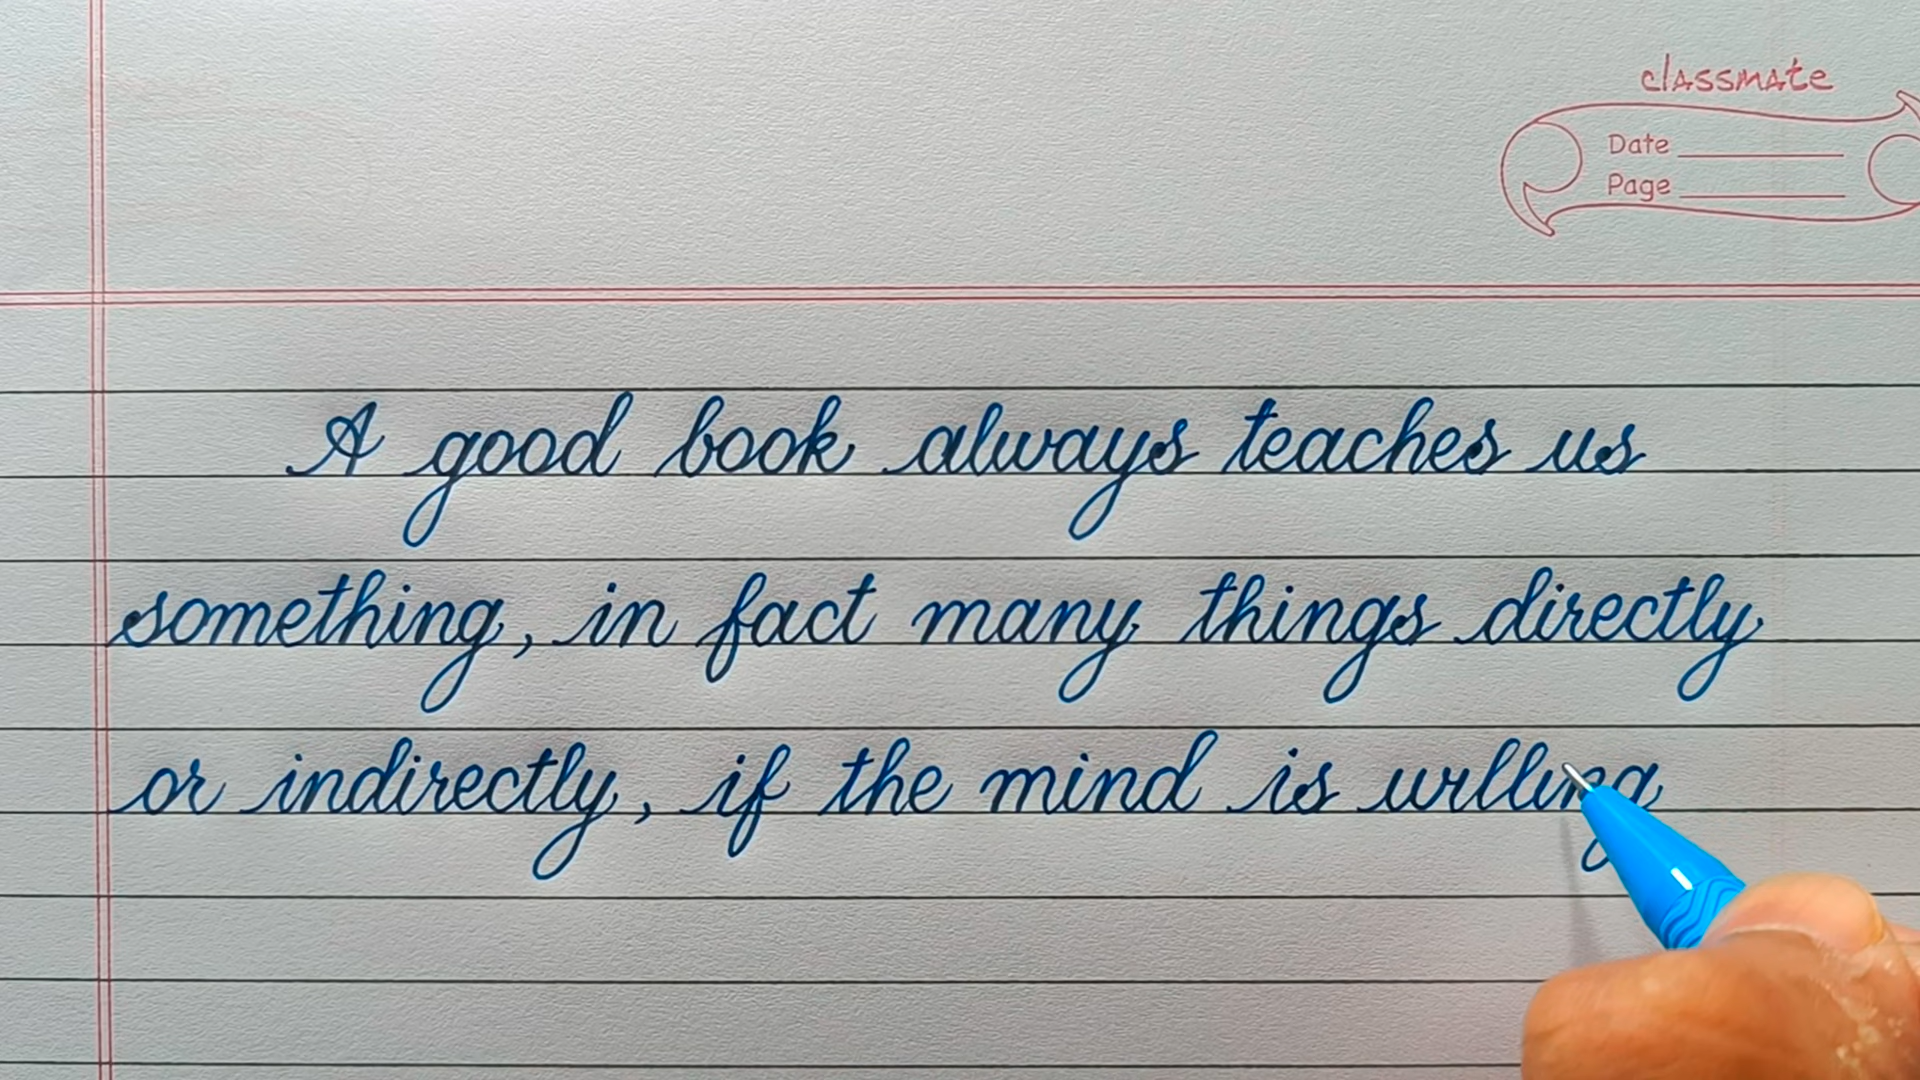 classmate
Date
Page
A good book always teaches us
something, in fact many things directly
or indirectly, if the mind is willing